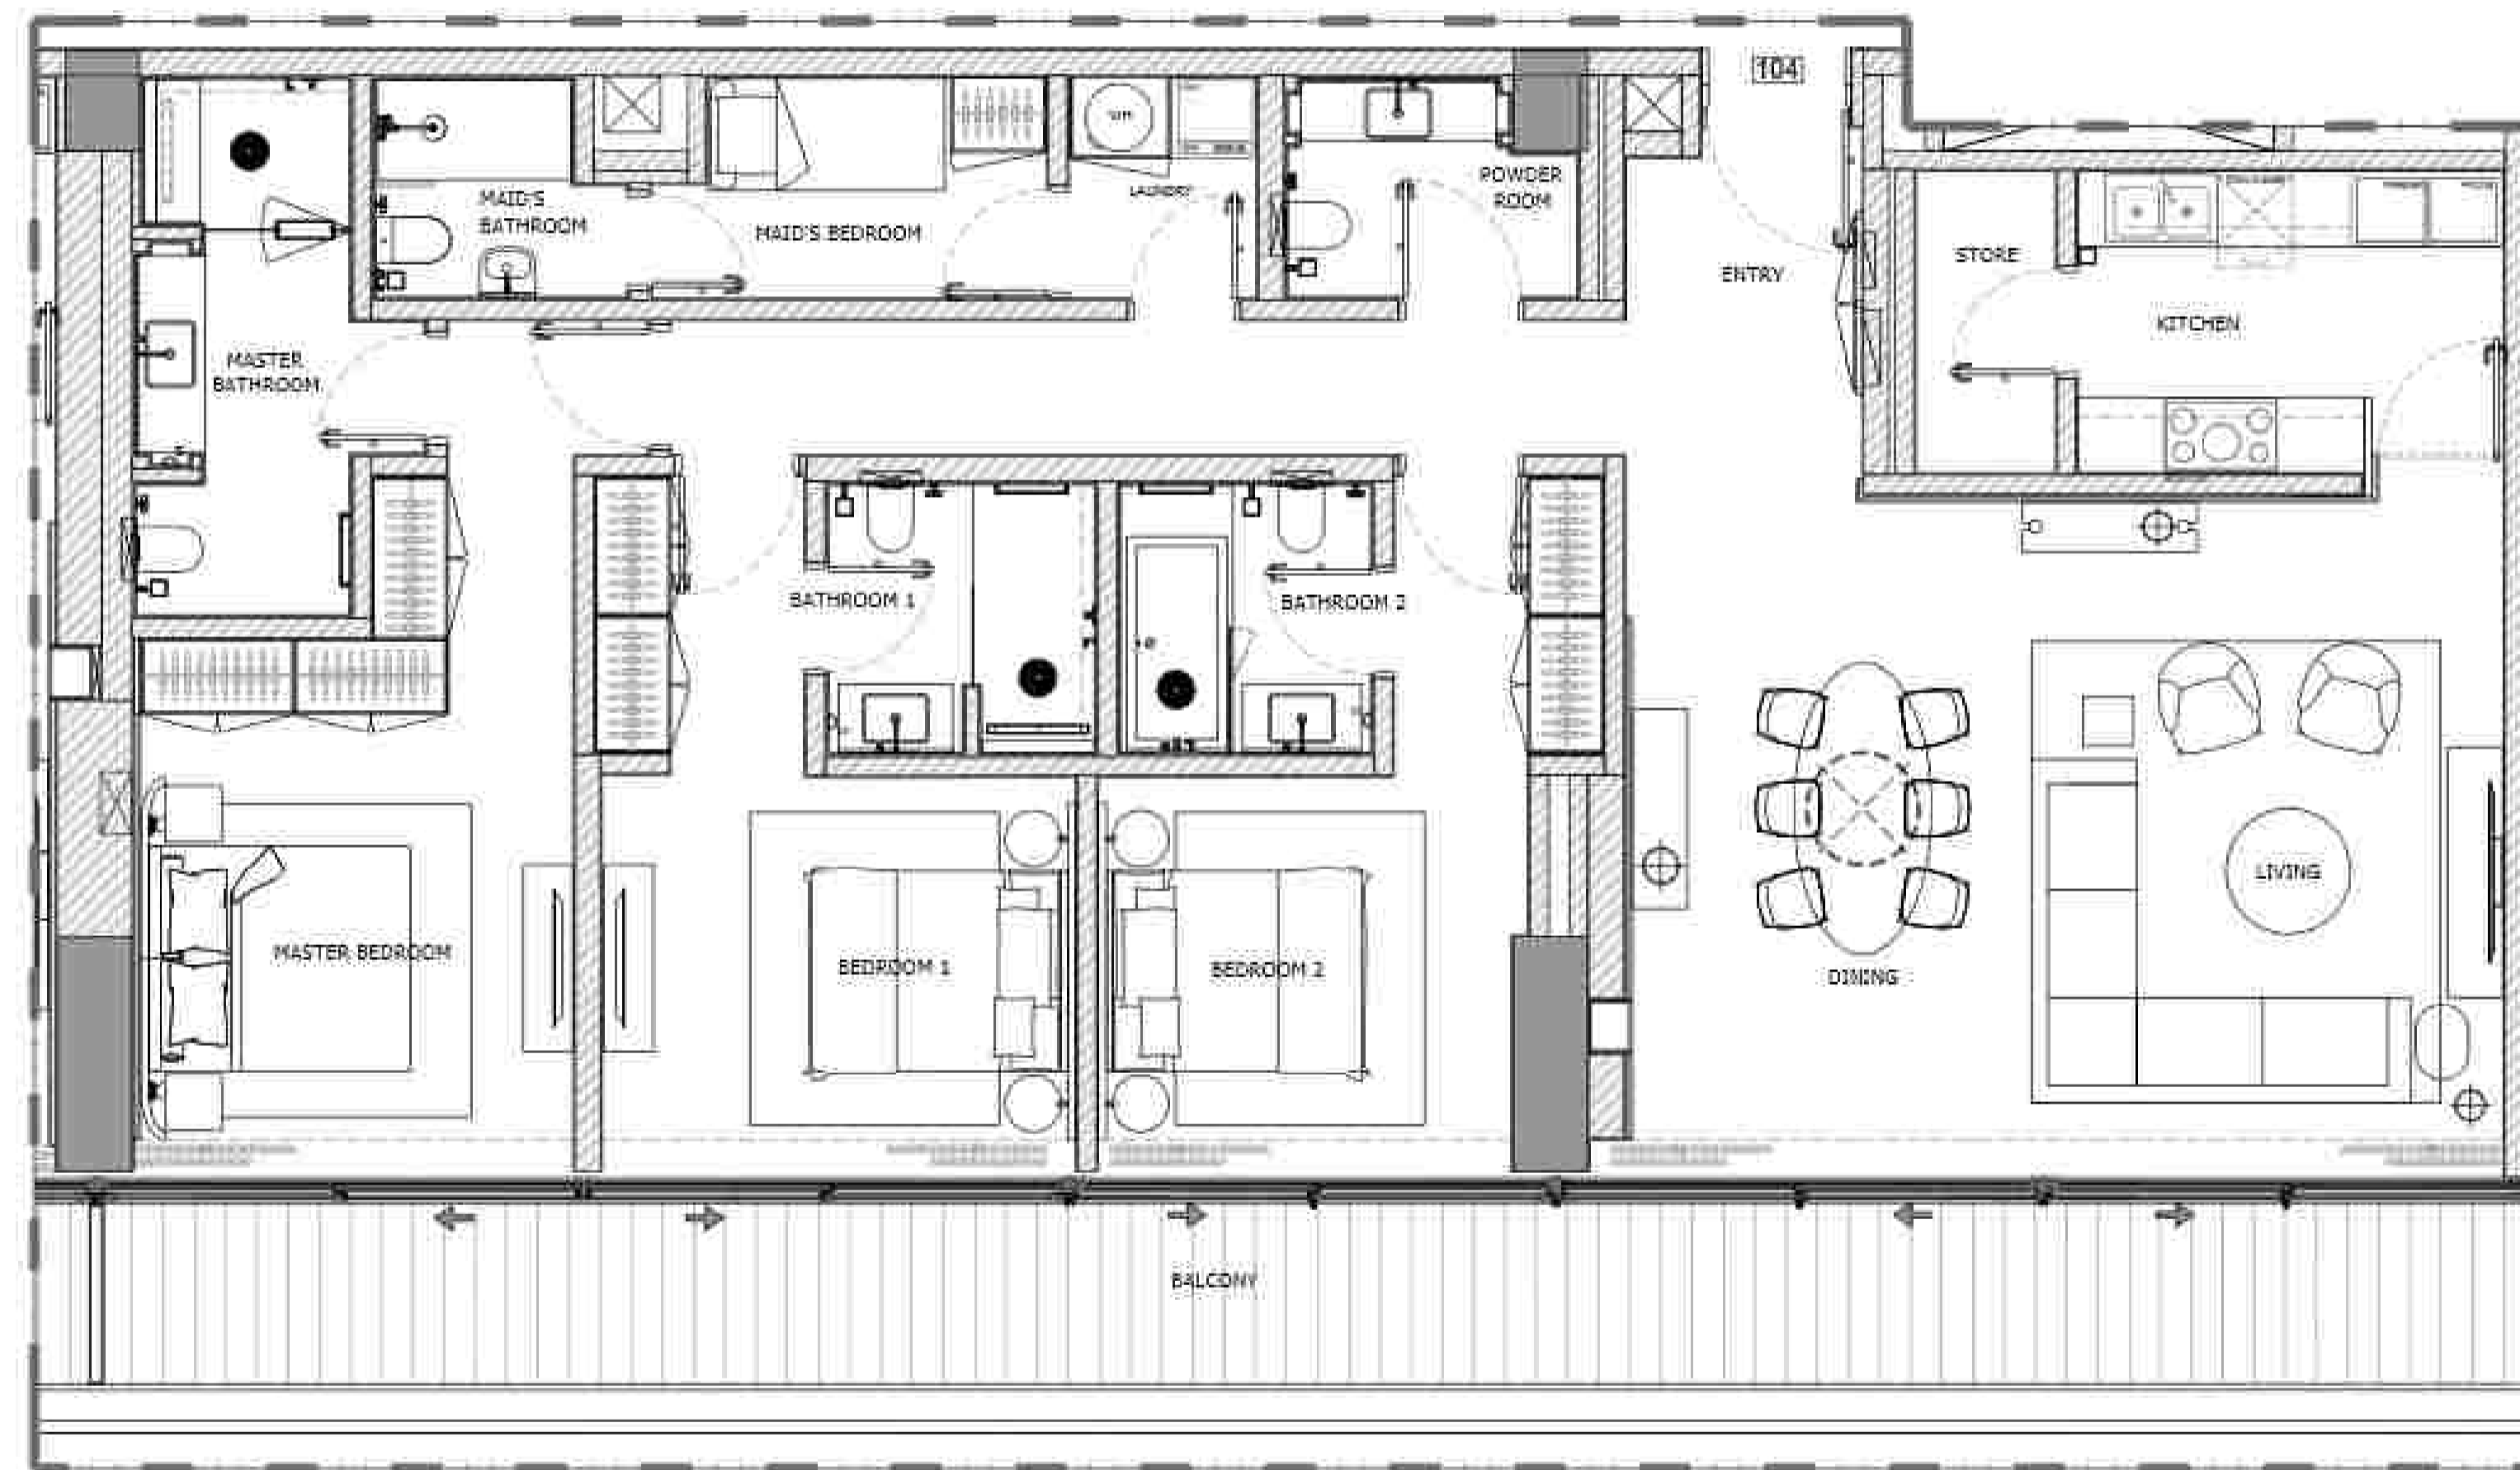 104
MAID'S
BATHROOM
MAID'S BEDROOM
LAUNDRY
POWDER
ROOM
ENTRY
STORE
KITCHEN
MASTER
BATHROOM
BATHROOM 1
BATHROOM 2
MASTER BEDROOM
BEDROOM 1
BEDROOM 2
DINING
LIVING
BALCONY